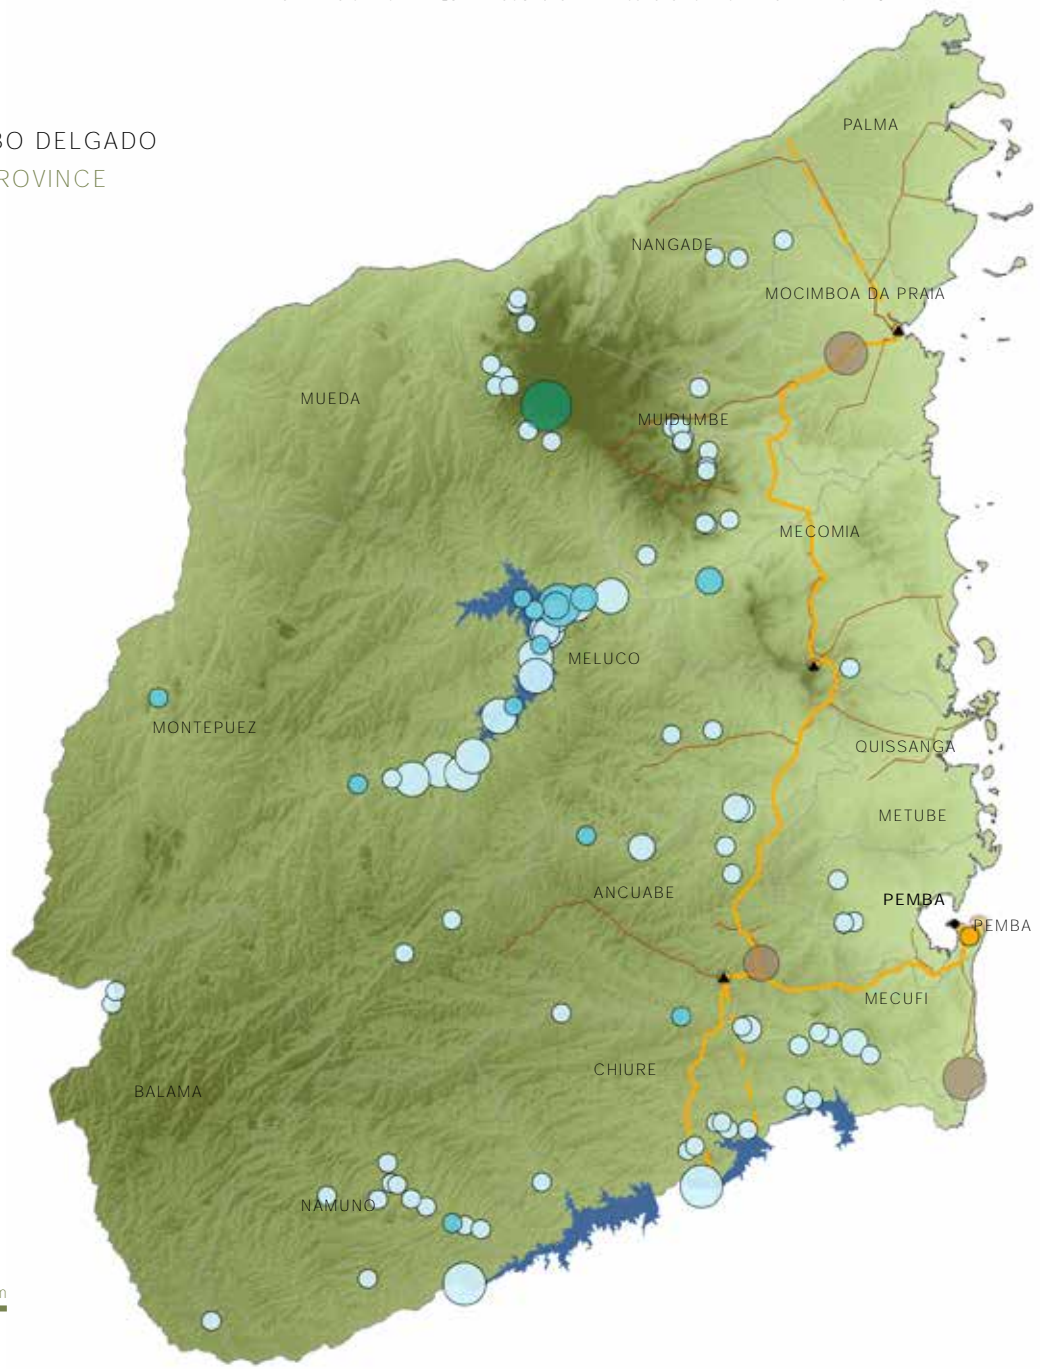 BO DELGADO
ROVINCE
PALMA
NANGADE
MOCIMBOA DA PRAIA
MUEDA
MUIDUMBE
MECOMIA
MELUCO
MONTEPUEZ
QUISSANGA
METUBE
ANCUABE
PEMBA
PEMBA
MECUFI
CHIURE
BALAMA
NAMUNO